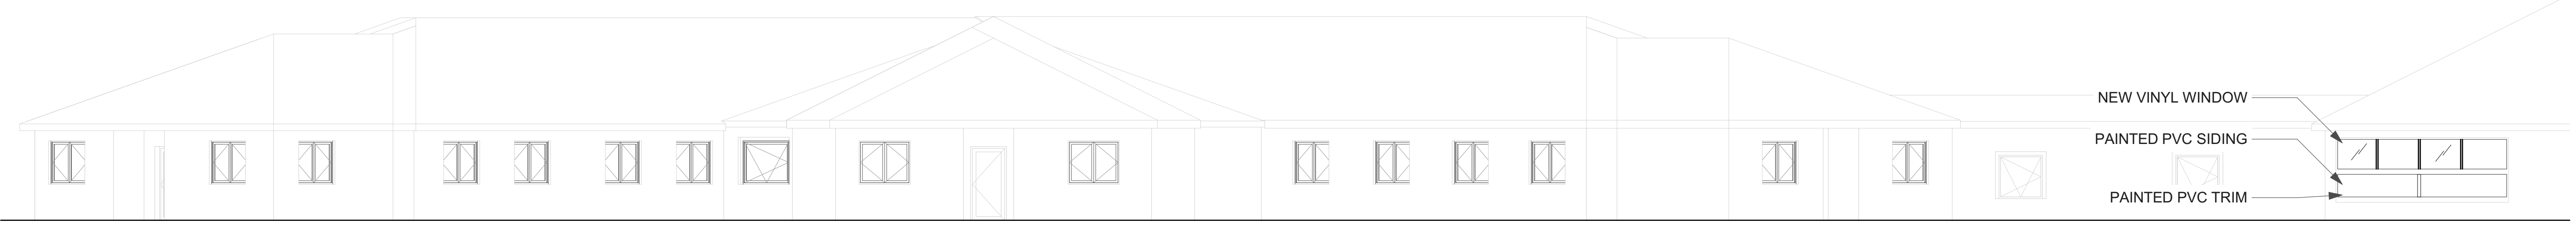 NEW VINYL WINDOW
PAINTED PVC SIDING
PAINTED PVC TRIM